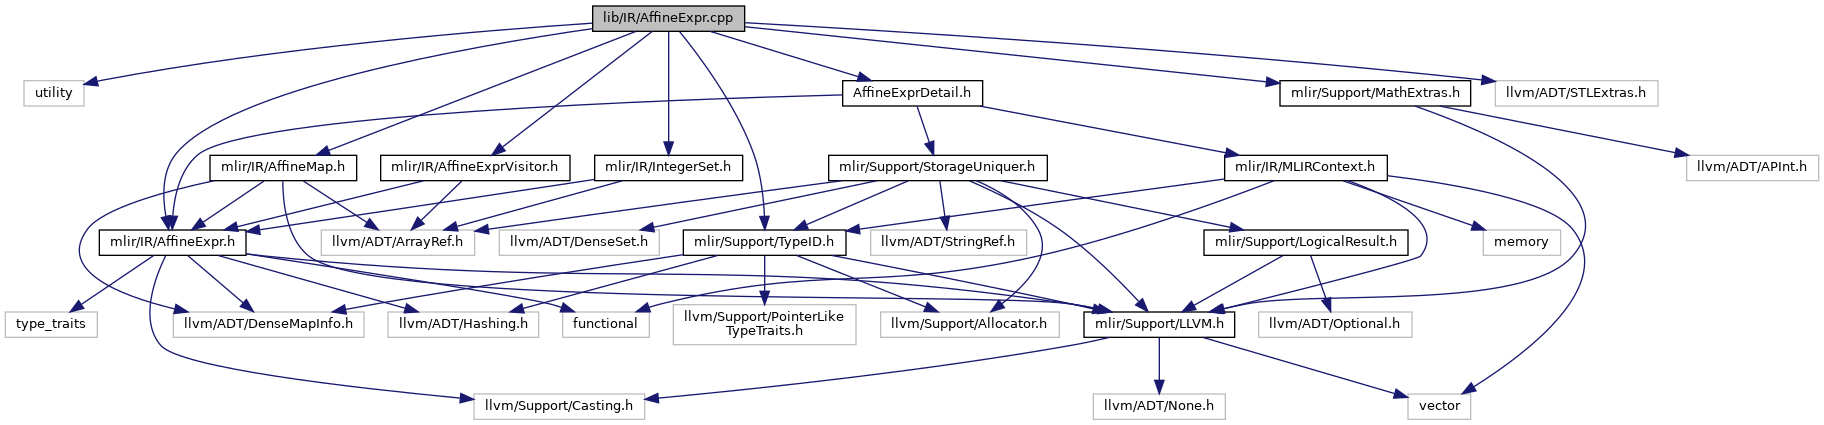 lib/IR/AffineExpr.cpp
utility
AffineExprDetail.h
mlir/Support/MathExtras.h
llvm/ADT/STLExtras.h
mlir/IR/AffineMap.h
mlir/IR/AffineExprVisitor.h
mlir/IR/IntegerSet.h
mlir/Support/StorageUniquer.h
mlir/IR/MLIRContext.h
llvm/ADT/APInt.h
mlir/IR/AffineExpr.h
llvm/ADT/ArrayRef.h
llvm/ADT/DenseSet.h
mlir/Support/TypeID.h
llvm/ADT/StringRef.h
mlir/Support/LogicalResult.h
memory
type_traits
llvm/ADT/DenseMapInfo.h
llvm/ADT/Hashing.h
functional
llvm/Support/PointerLike
TypeTraits.h
llvm/Support/Allocator.h
mlir/Support/LLVM.h
llvm/ADT/Optional.h
llvm/Support/Casting.h
llvm/ADT/None.h
vector